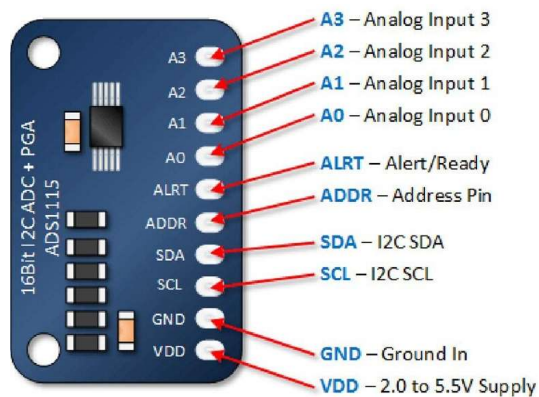 A3
A2
A1
A0
ALRT
ADDR
SDA
SCL
GND
VDD
16Bit I2C ADC + PGA
ADS1115
A3 – Analog Input 3
A2 – Analog Input 2
A1 – Analog Input 1
A0 – Analog Input 0
ALRT – Alert/Ready
ADDR – Address Pin
SDA – I2C SDA
SCL – I2C SCL
GND – Ground In
VDD – 2.0 to 5.5V Supply